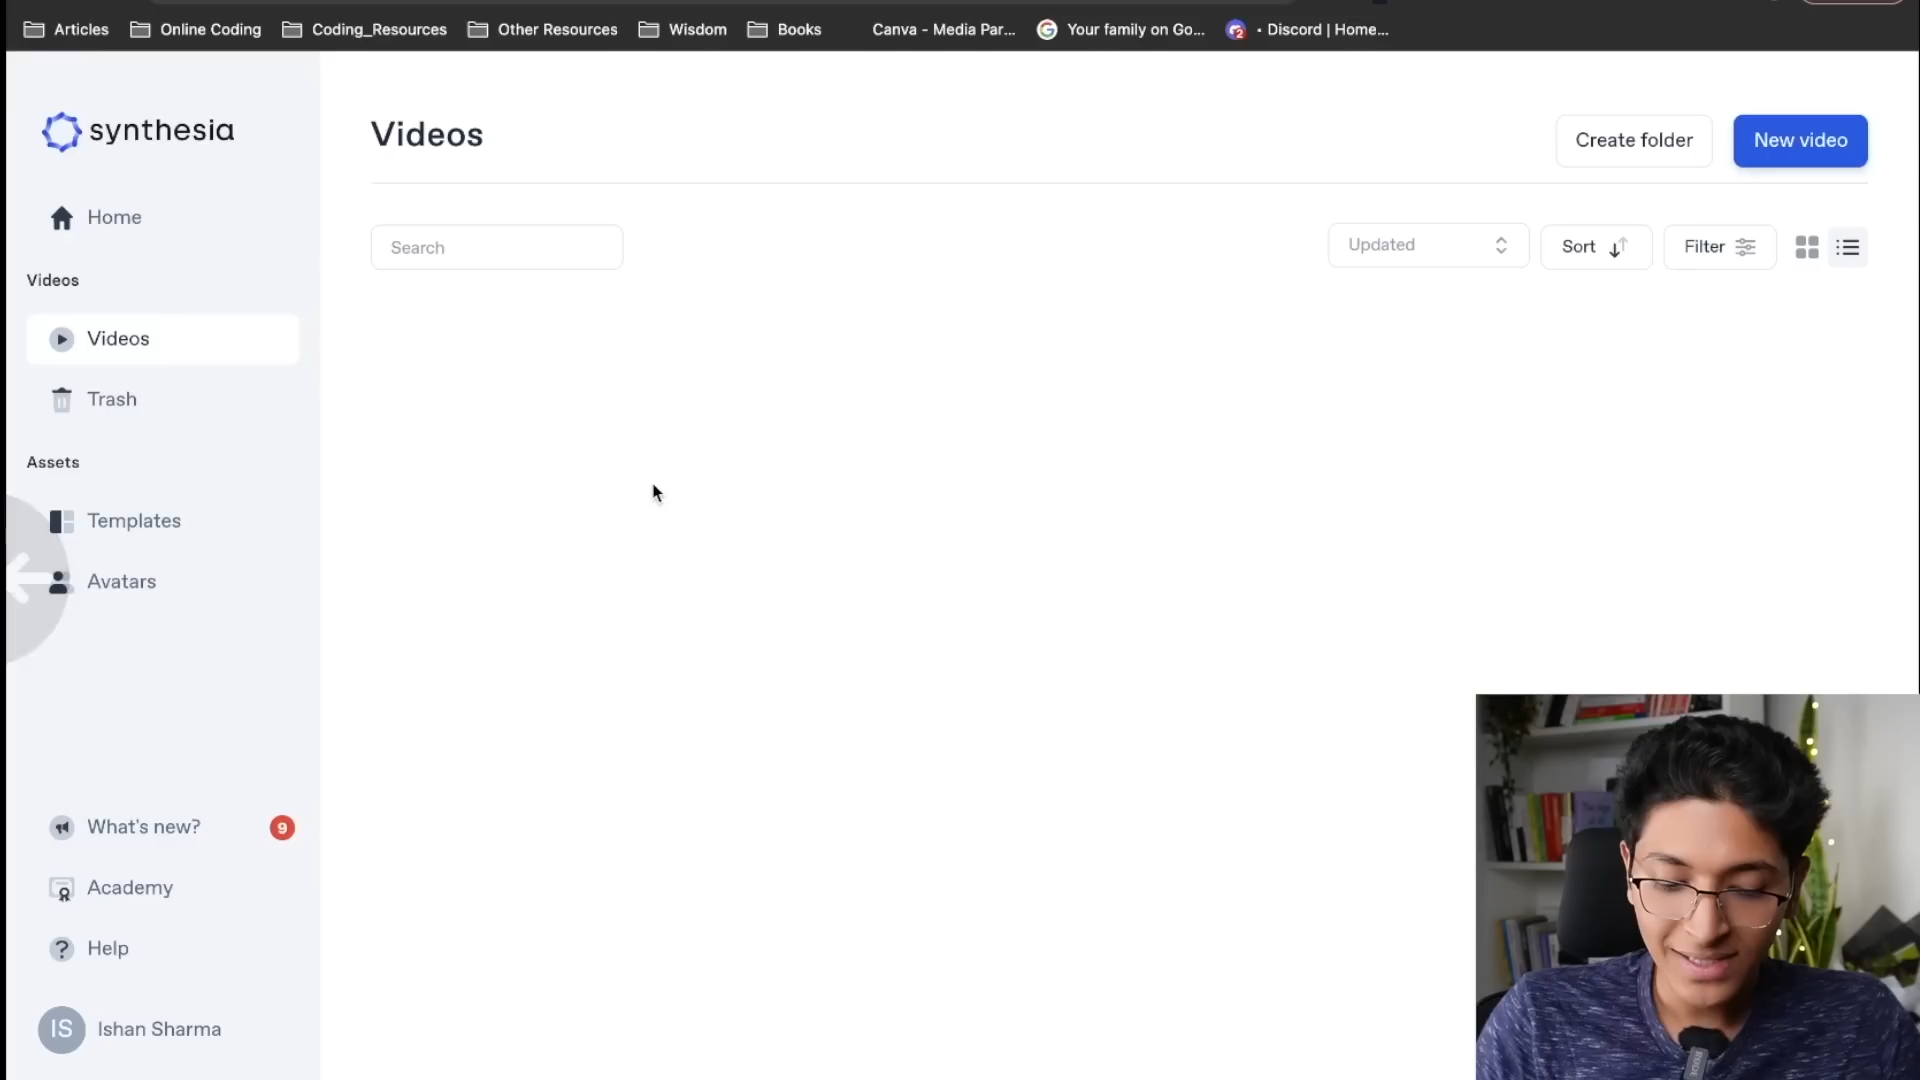 Articles
Online Coding
Coding_Resources
Other Resources
Wisdom
Books
Canva - Media Par...
Your family on Go...
2
• Discord | Home...
synthesia
Home
Videos
Videos
Trash
Assets
Templates
Avatars
What's new?
9
Academy
Help
IS
Ishan Sharma
Videos
Create folder
New video
Search
Updated
Sort
Filter